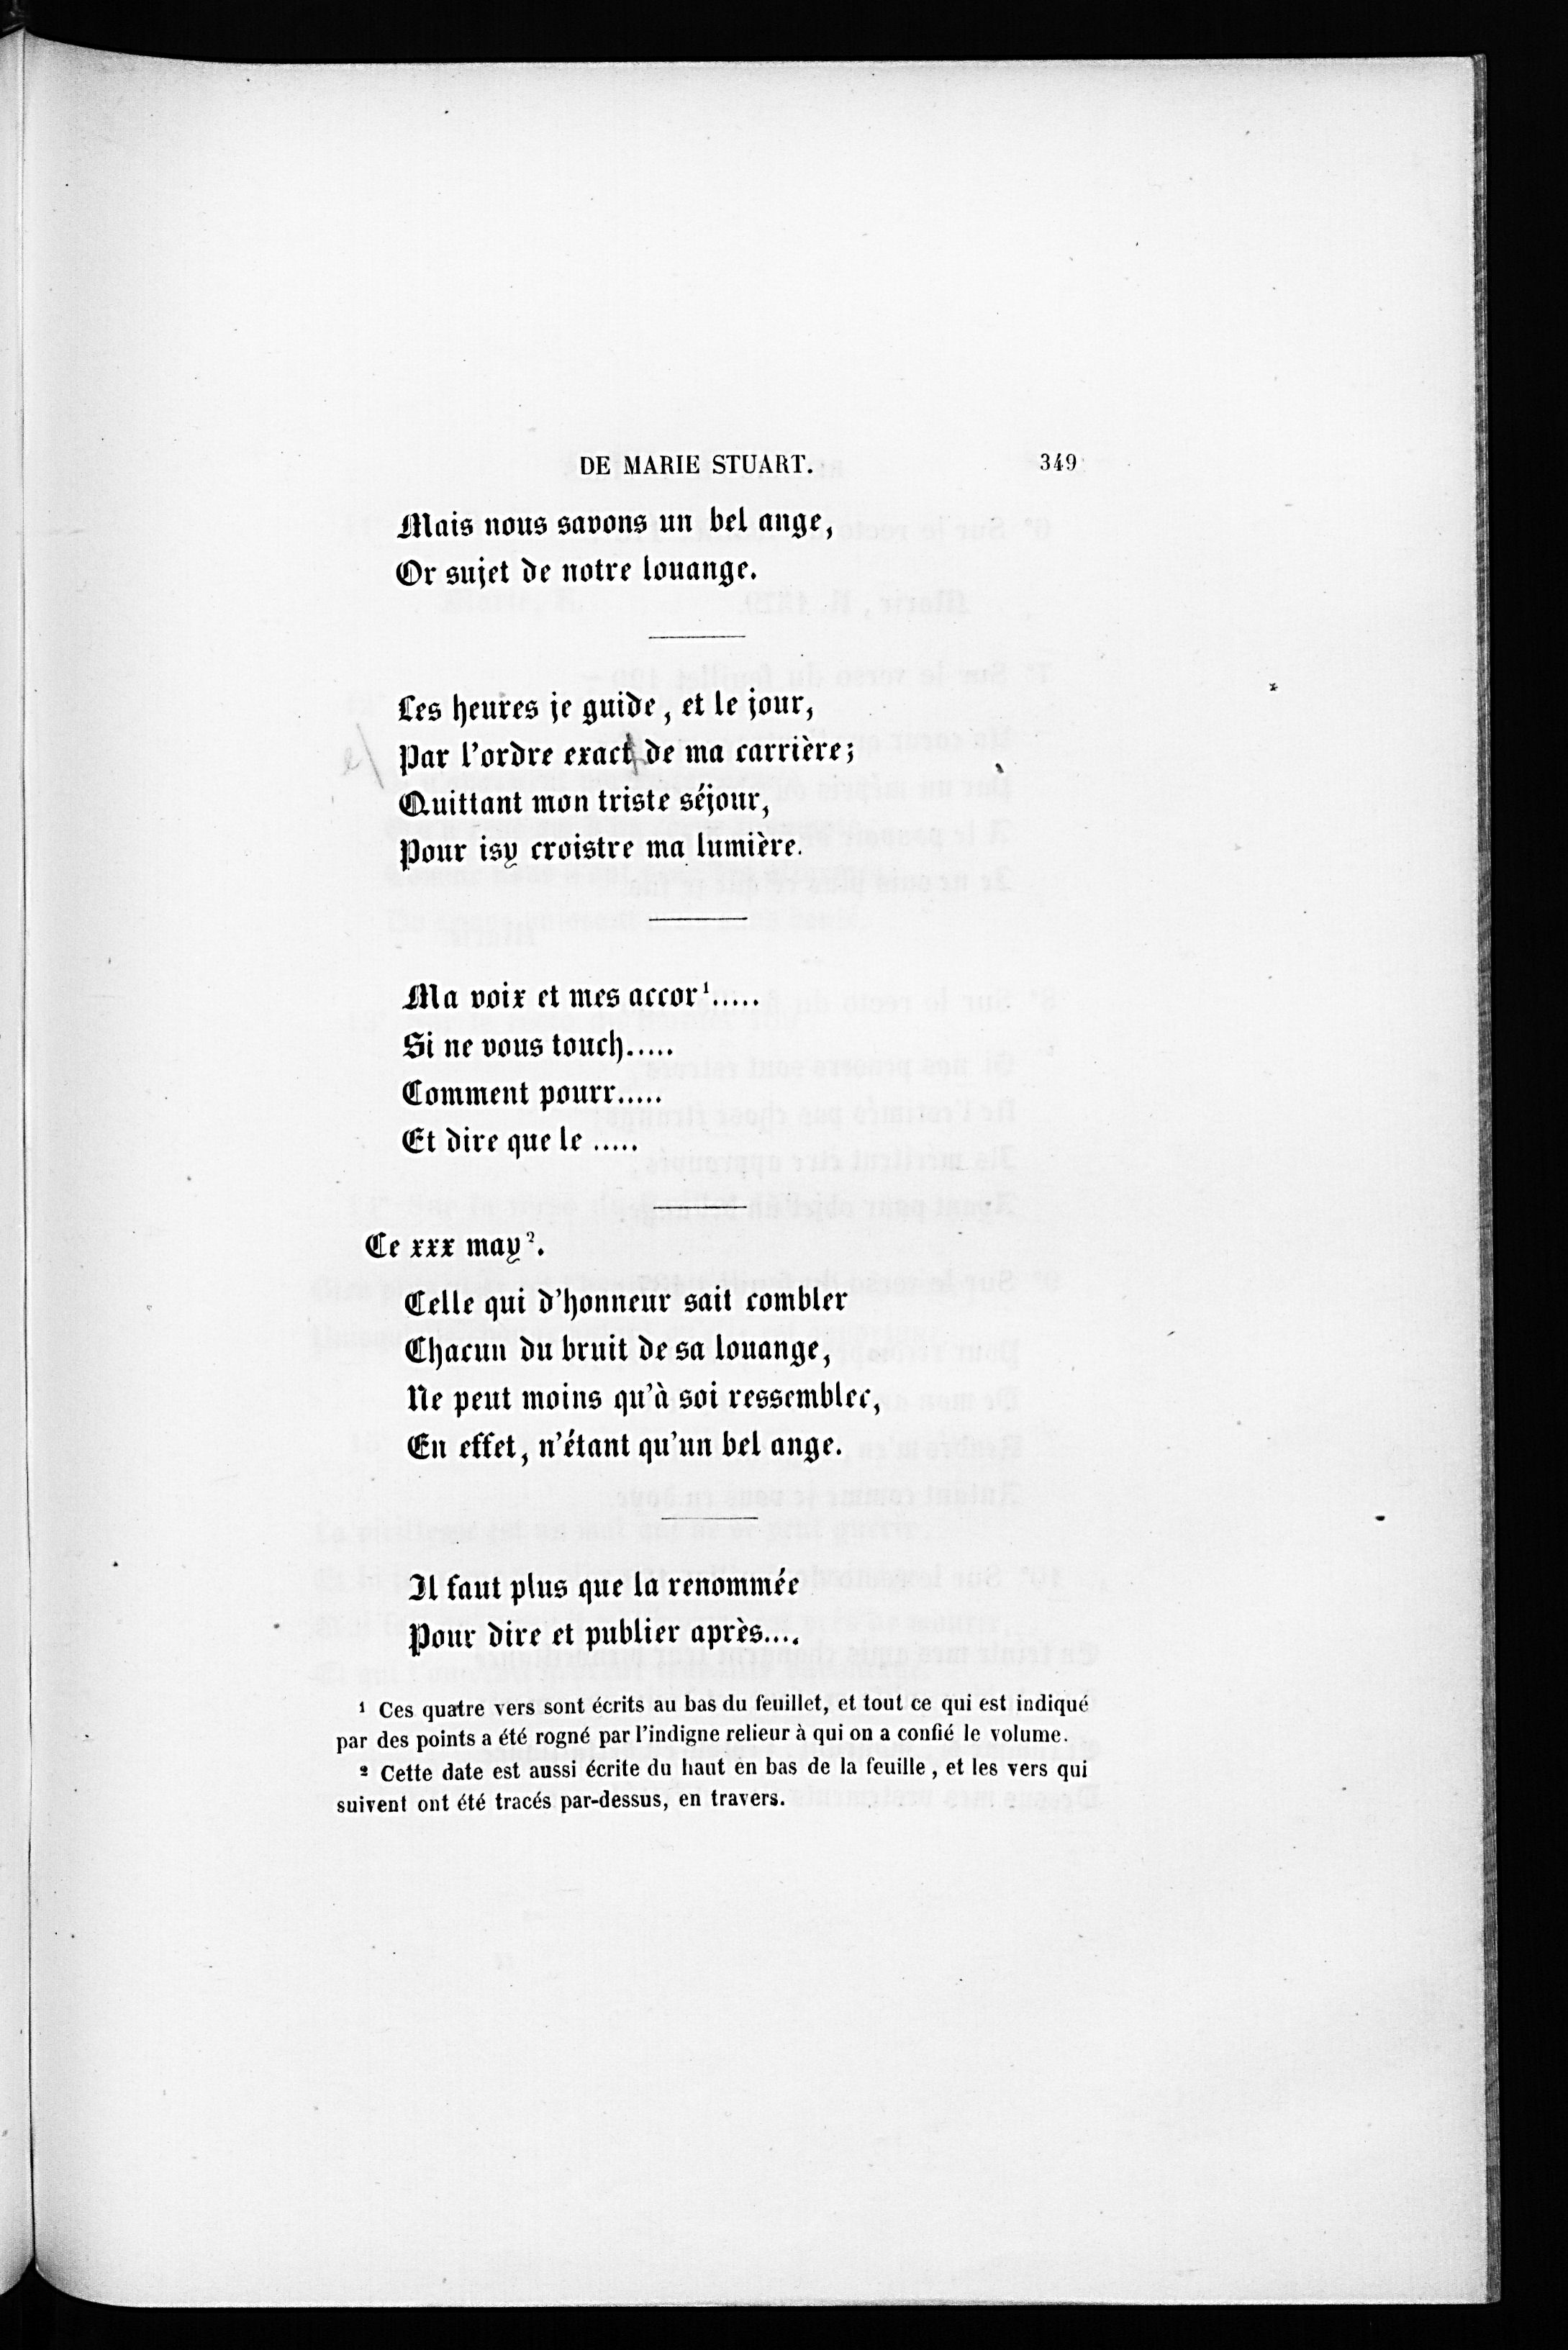 DE MARIE STUART. 349
Mais nous savons un bel ange,
Or sujet de notre louange.
Les heures je guide, et le jour,
Par l'ordre exact de ma carrière;
Quittant mon triste séjour,
Pour isy croistre ma lumière.
Ma voix et mes accor¹.....
Si ne vous touch.....
Comment pourr.....
Et dire que le .....
Ce xxx may².
Celle qui d'honneur sait combler
Chacun du bruit de sa louange,
Ne peut moins qu'à soi ressembler,
En effet, n'étant qu'un bel ange.
Il faut plus que la renommée
Pour dire et publier après....
¹ Ces quatre vers sont écrits au bas du feuillet, et tout ce qui est indiqué
par des points a été rogné par l'indigne relieur à qui on a confié le volume.
² Cette date est aussi écrite du haut en bas de la feuille, et les vers qui
suivent ont été tracés par-dessus, en travers.